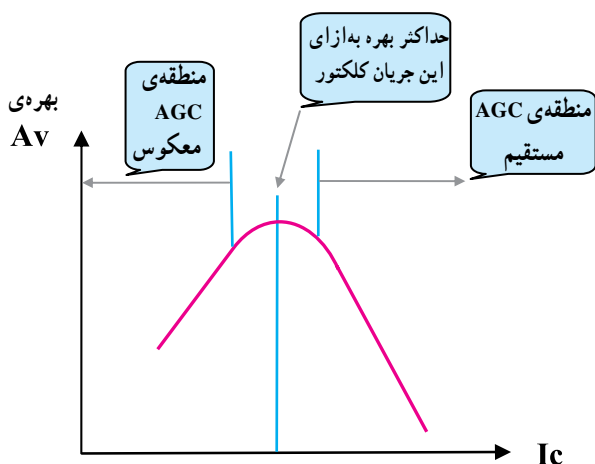 حداکثر بهره به‌ازای
این جریان کلکتور
منطقه‌ی AGC
مستقیم
منطقه‌ی
AGC
معکوس
بهره‌ی
Av
Ic